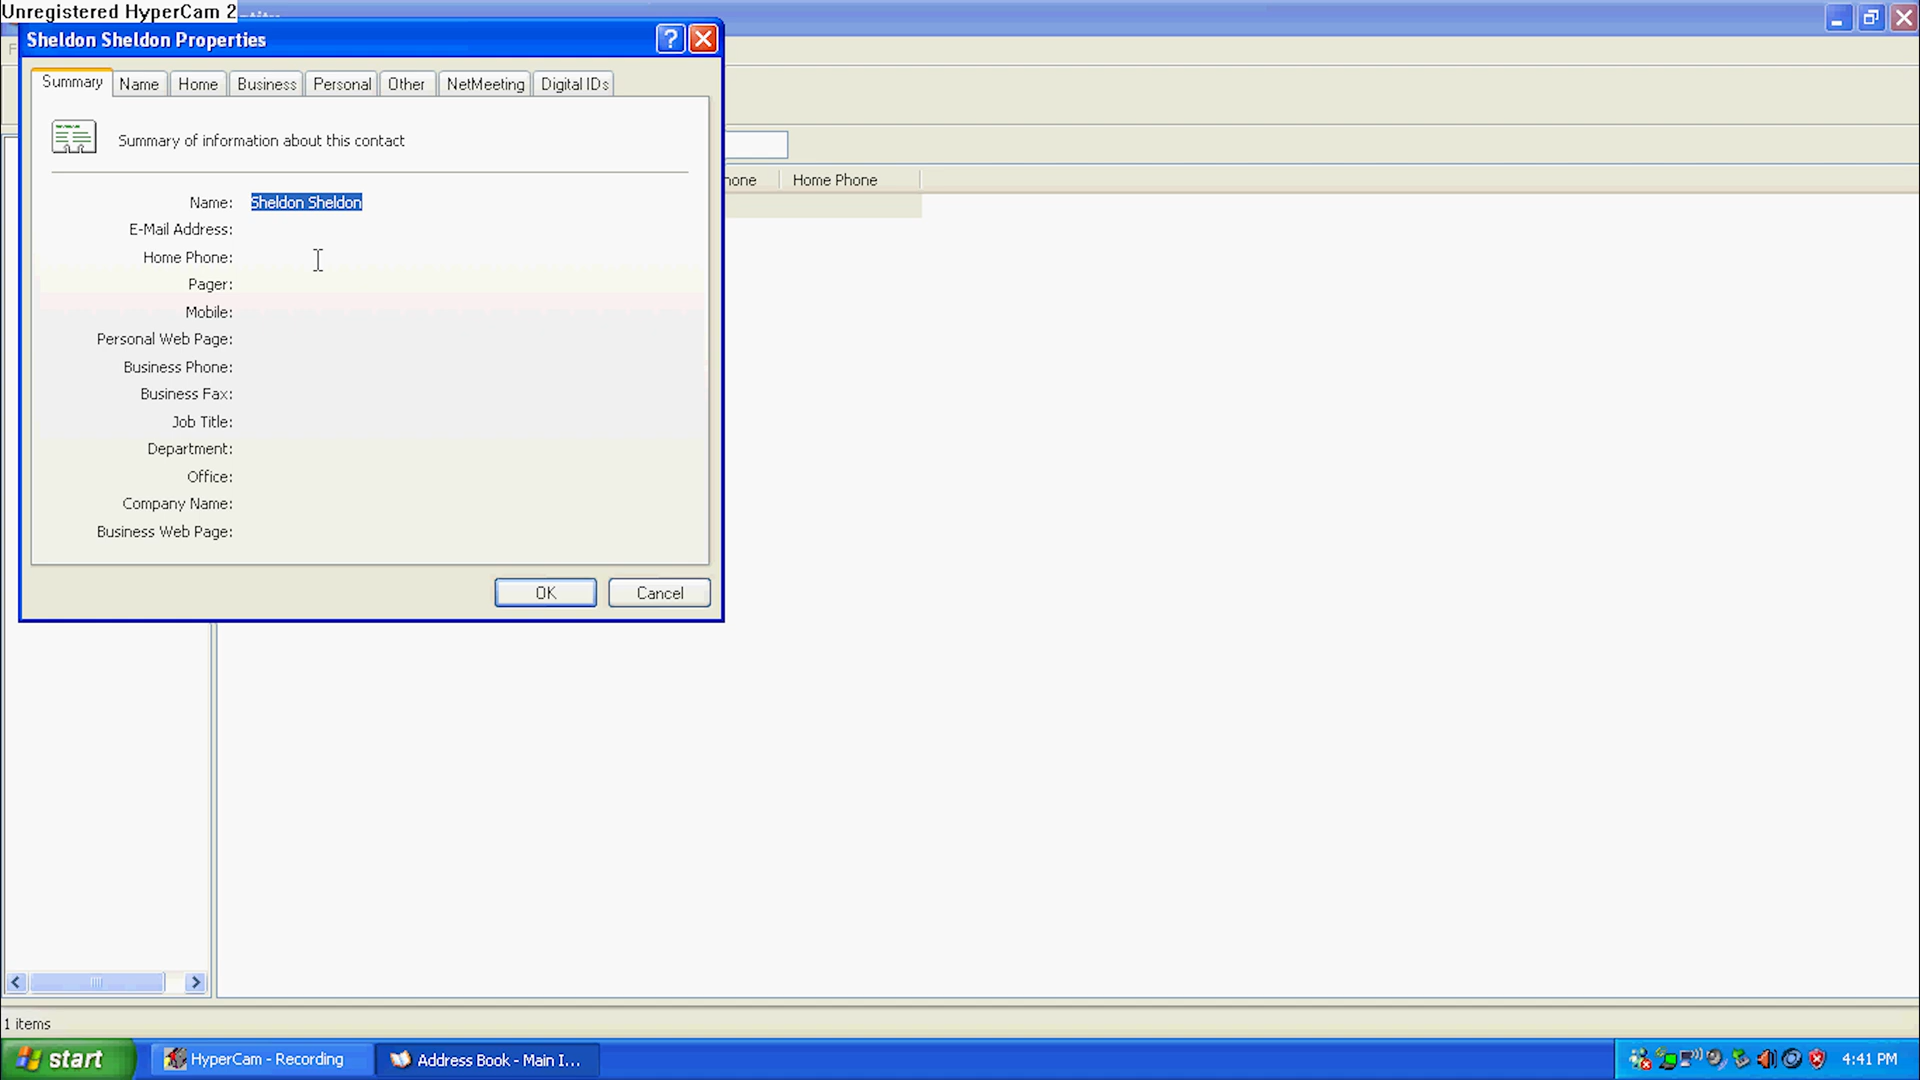 Unregistered HyperCam 2
Sheldon Sheldon Properties
Summary Name Home Business Personal Other NetMeeting Digital IDs
Summary of information about this contact
Name: Sheldon Sheldon
E-Mail Address:
Home Phone:
Pager:
Mobile:
Personal Web Page:
Business Phone:
Business Fax:
Job Title:
Department:
Office:
Company Name:
Business Web Page:
OK Cancel
Home Phone
1 items
start HyperCam - Recording Address Book - Main I... 4:41 PM